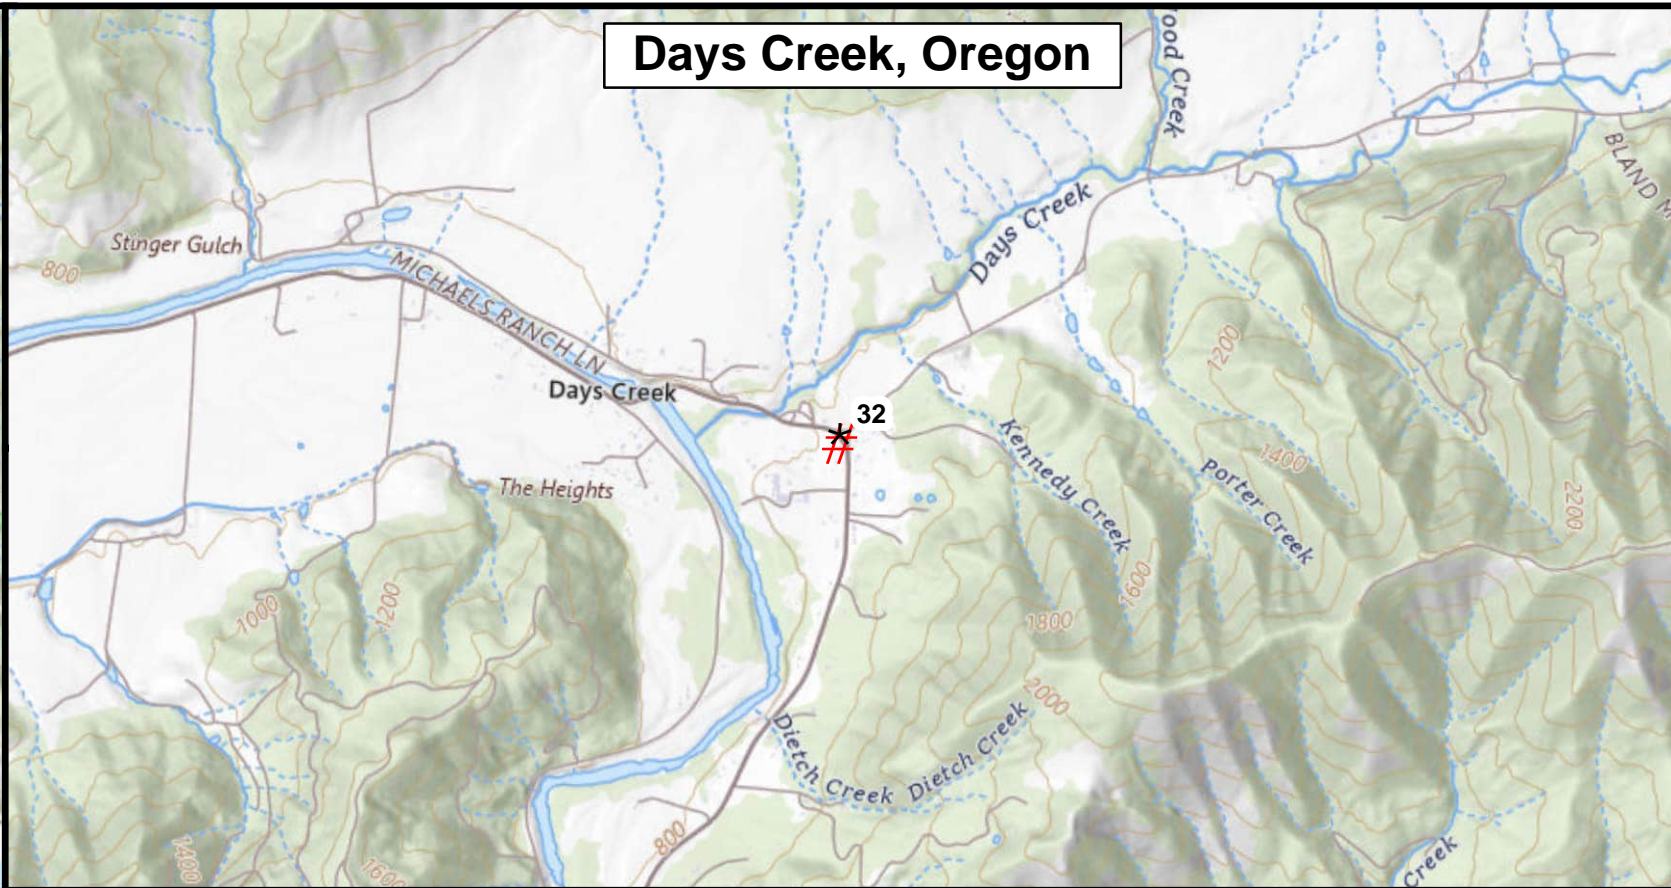 Days Creek, Oregon
ood Creek
BLAND M
Days Creek
Stinger Gulch
800
MICHAELS RANCH LN
1200
Days Creek
32
#
Kennedy Creek
1400
Porter Creek
2200
The Heights
1000
1200
1600
1800
2000
Dietch Creek
Dietch Creek
800
1400
1600
Creek